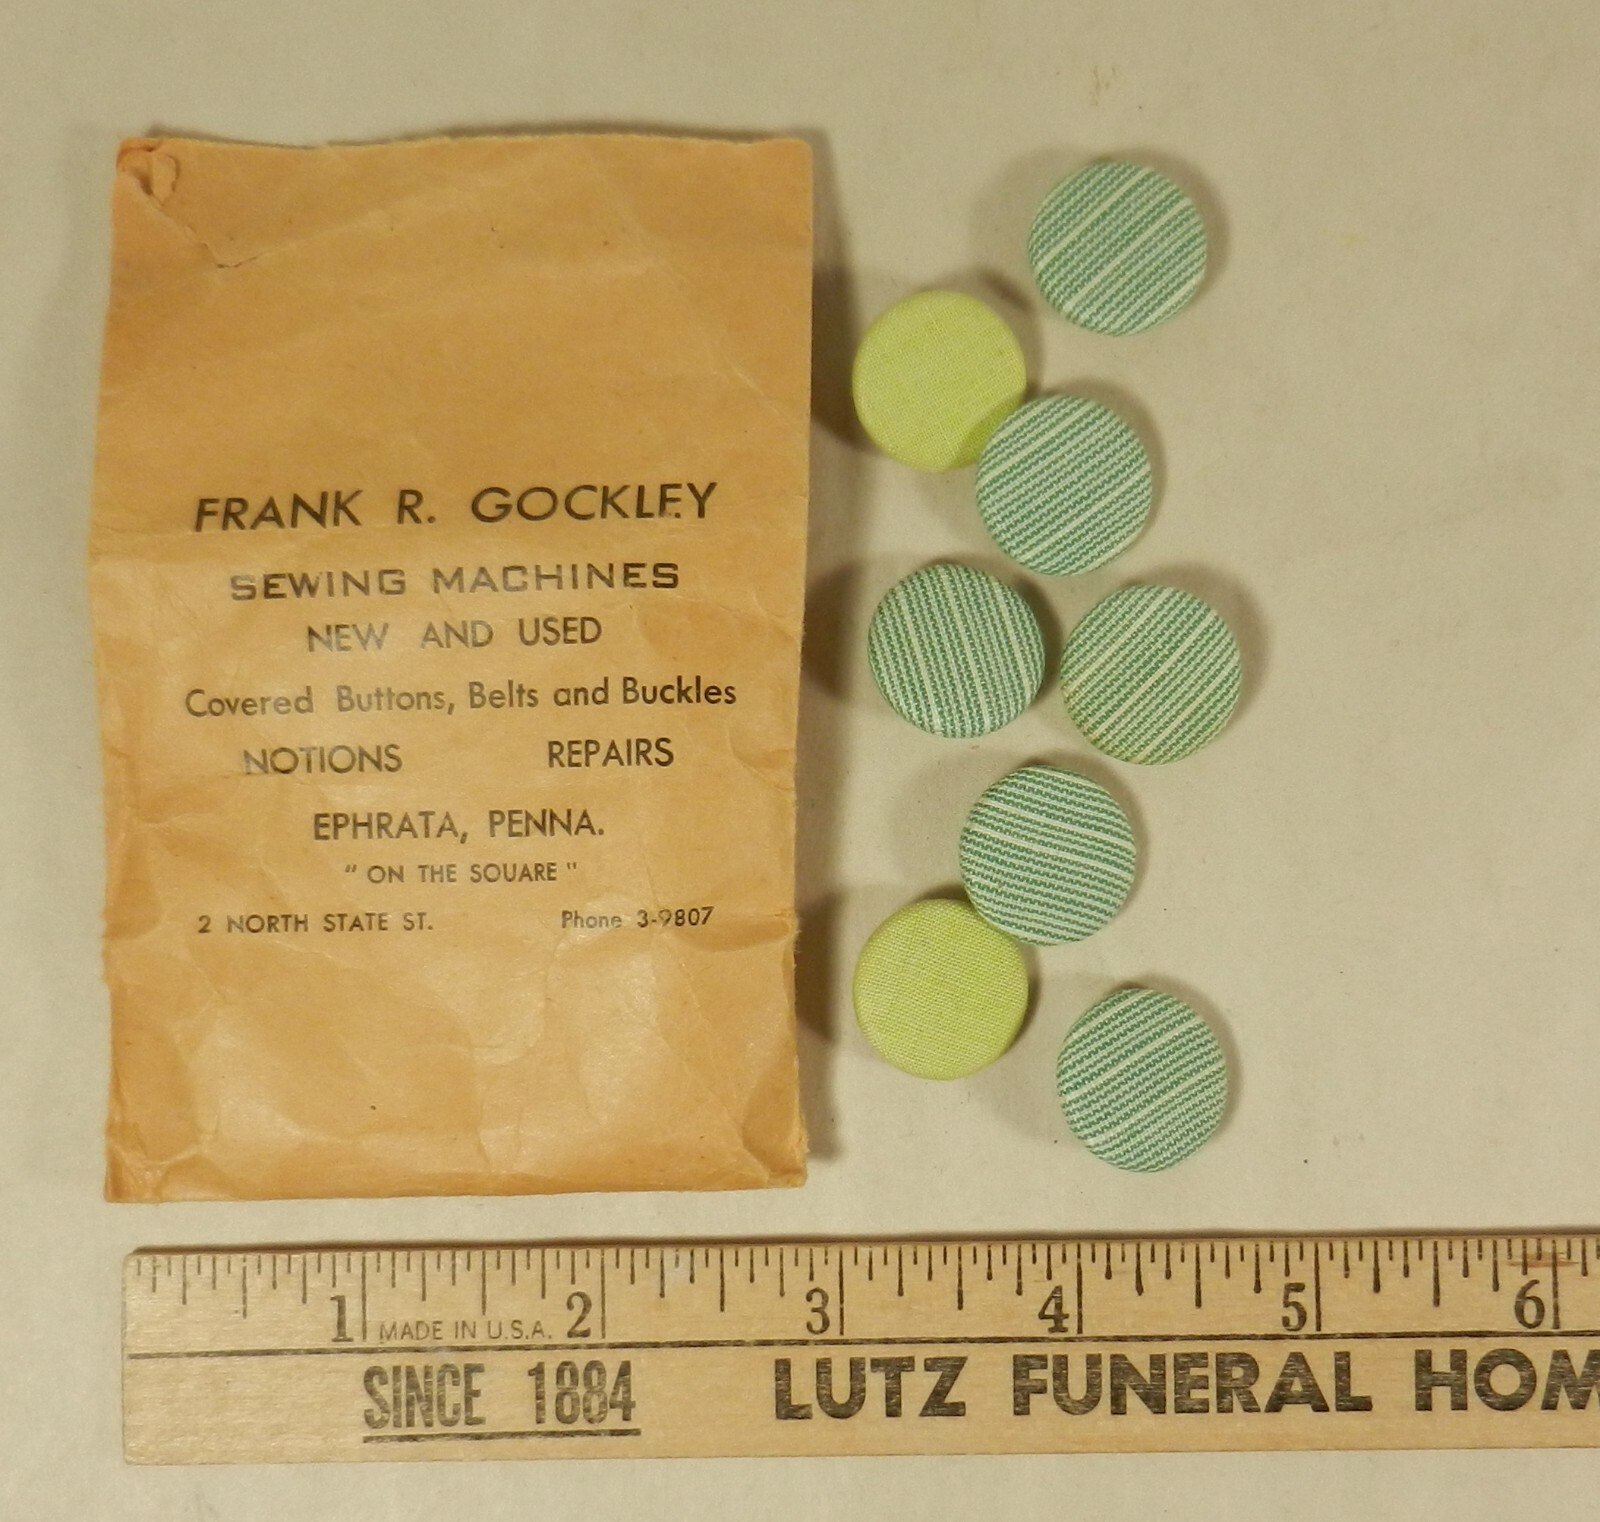 FRANK R. GOCKLEY
SEWING MACHINES
NEW AND USED
Covered Buttons, Belts and Buckles
NOTIONS REPAIRS
EPHRATA, PENNA.
" ON THE SQUARE "
2 NORTH STATE ST. Phone 3-9807
1 2 3 4 5 6
MADE IN U.S.A.
SINCE 1884 LUTZ FUNERAL HOM